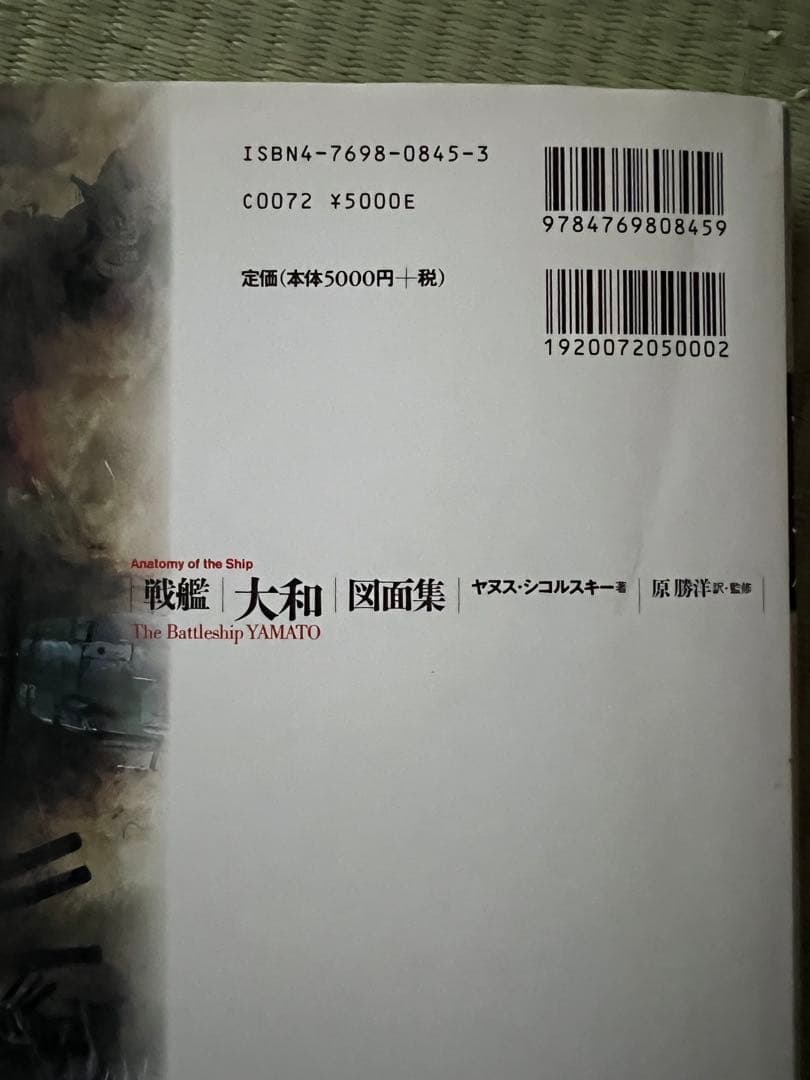 ISBN4-7698-0845-3
C0072 ¥5000E
定価(本体5000円+税)
9784769808459
1920072050002
Anatomy of the Ship
戦艦 大和 図面集 ヤヌス・シコルスキー著 原 勝洋訳・監修
The Battleship YAMATO